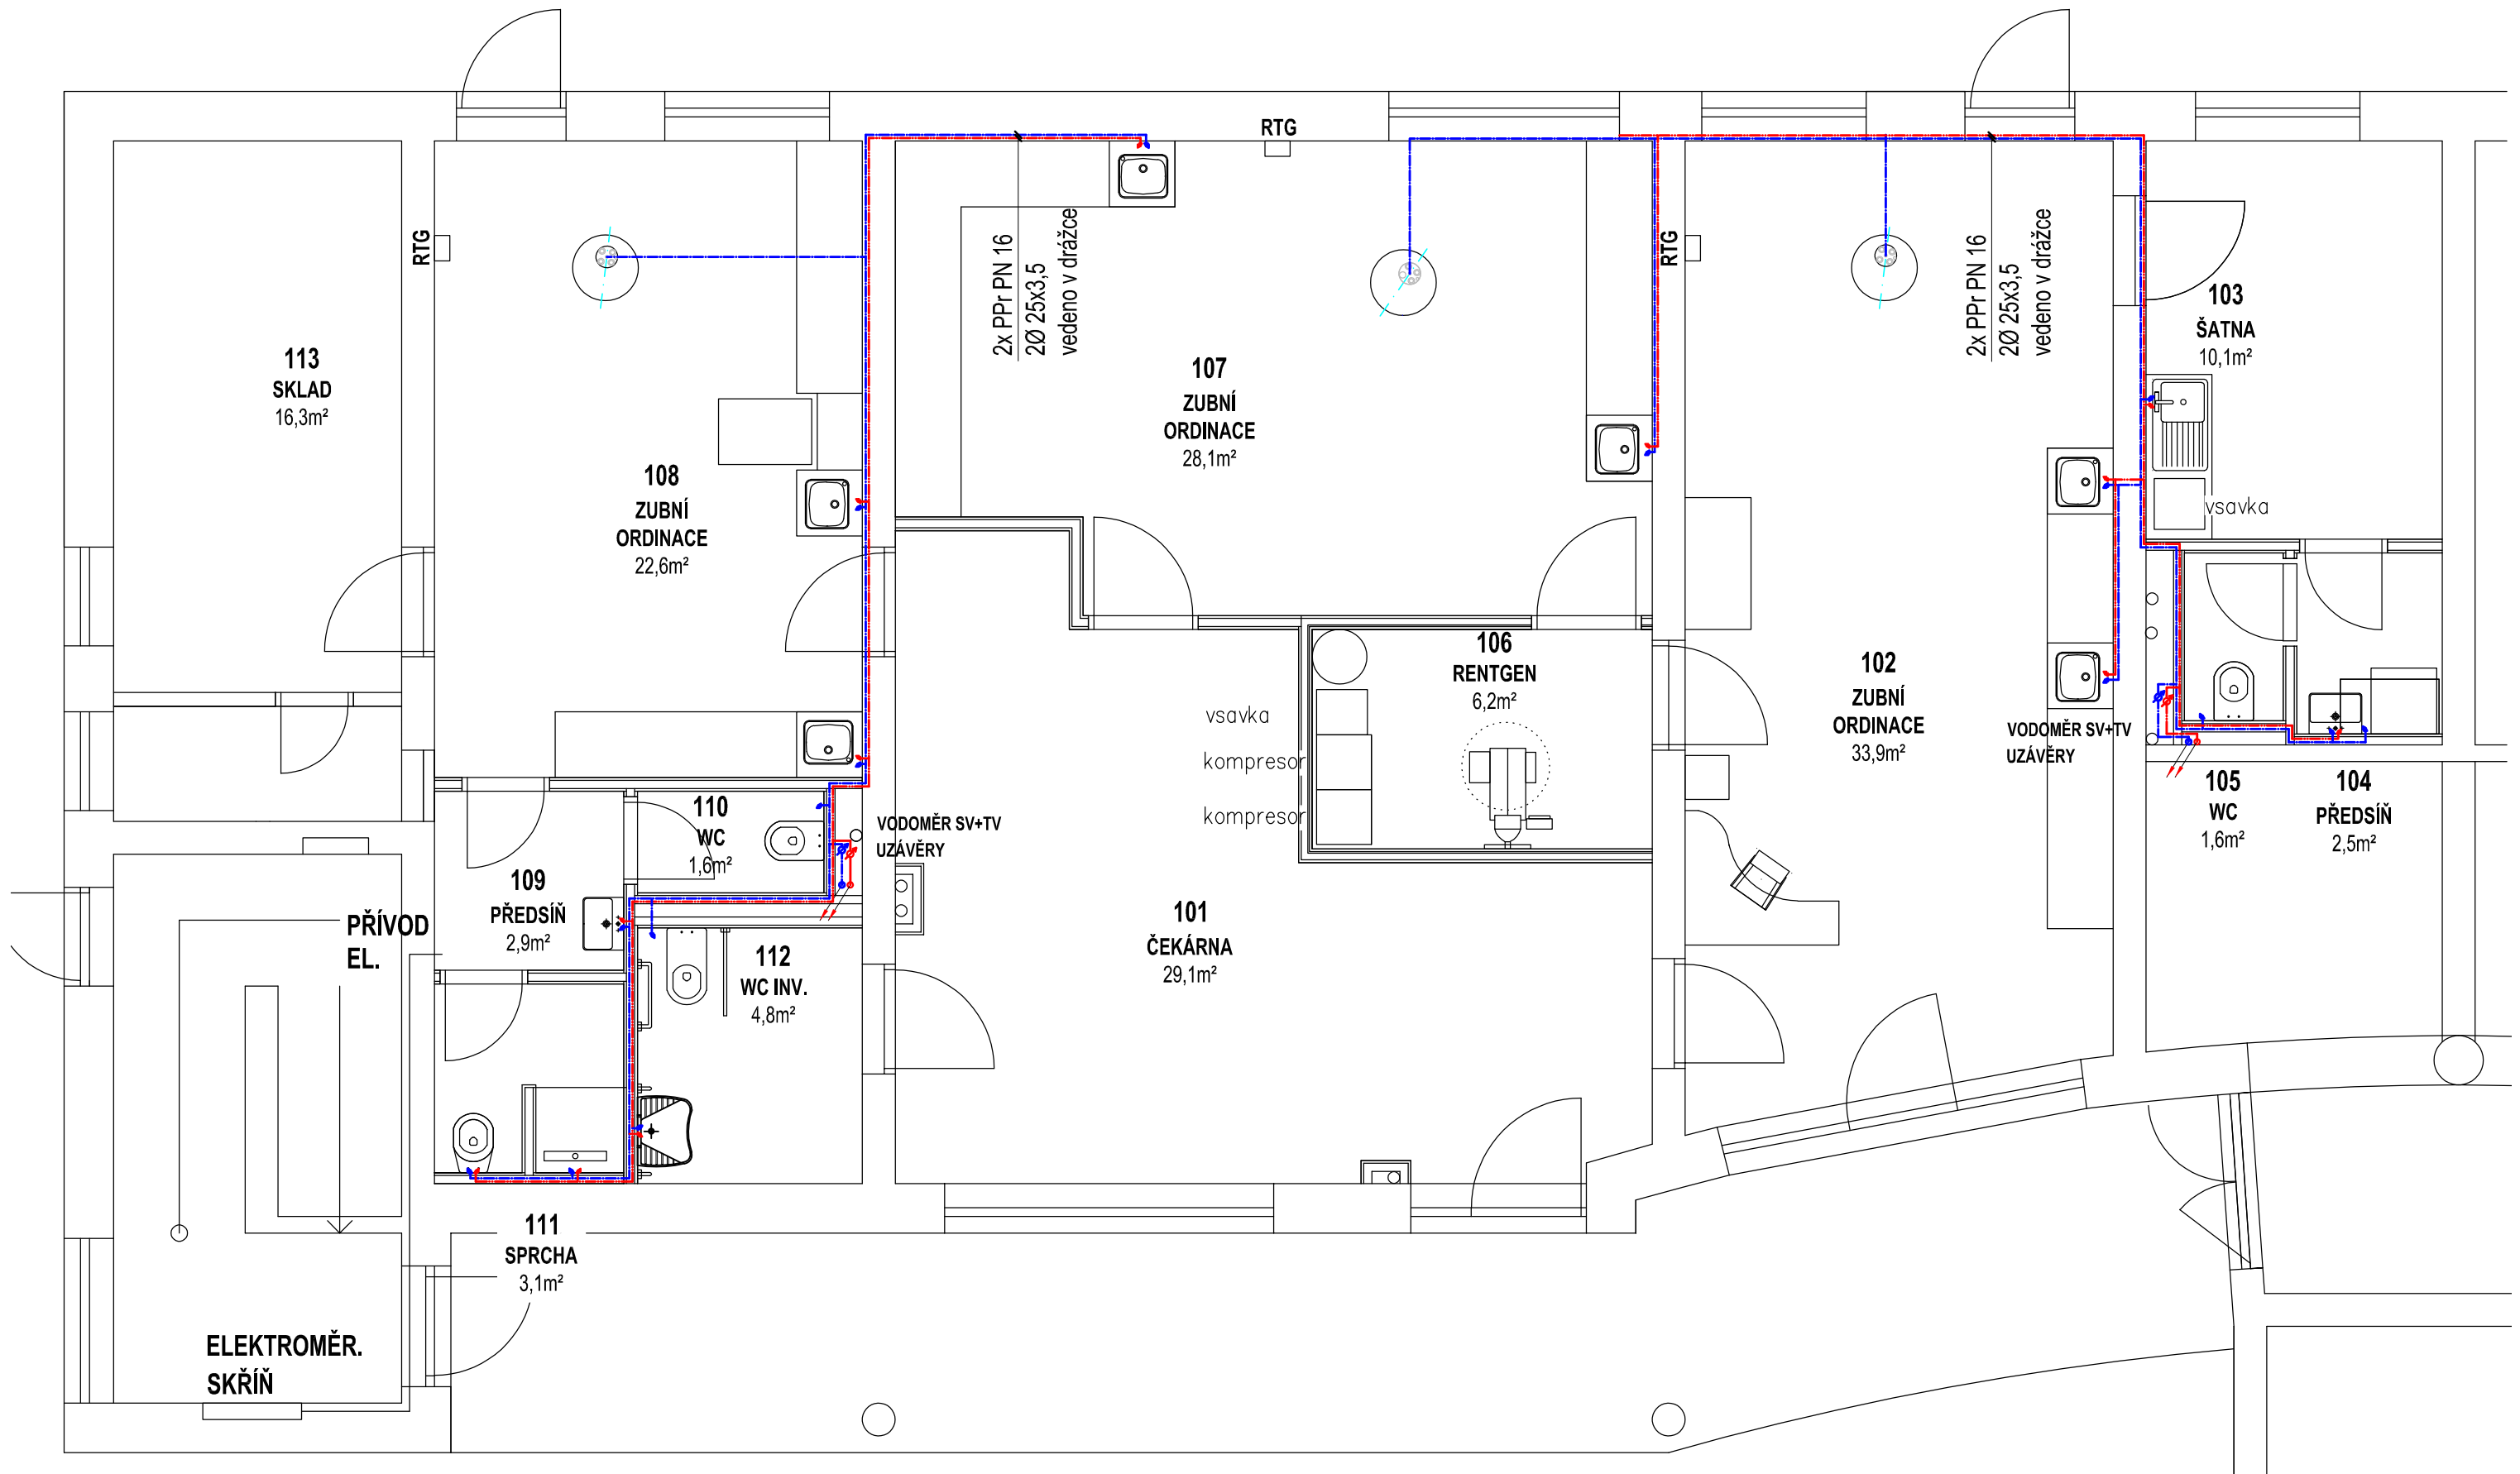 RTG
RTG
RTG
2x PPr PN 16
2Ø 25x3,5
vedeno v drážce
2x PPr PN 16
2Ø 25x3,5
vedeno v drážce
103
ŠATNA
10,1m²
113
SKLAD
16,3m²
107
ZUBNÍ
ORDINACE
28,1m²
108
ZUBNÍ
ORDINACE
22,6m²
vsavka
106
RENTGEN
6,2m²
102
ZUBNÍ
ORDINACE
33,9m²
vsavka
kompresor
kompresor
VODOMĚR SV+TV
UZÁVĚRY
105
WC
1,6m²
104
PŘEDSÍŇ
2,5m²
110
WC
1,6m²
VODOMĚR SV+TV
UZÁVĚRY
109
PŘEDSÍŇ
2,9m²
PŘÍVOD
EL.
112
WC INV.
4,8m²
101
ČEKÁRNA
29,1m²
111
SPRCHA
3,1m²
ELEKTROMĚR.
SKŘÍŇ